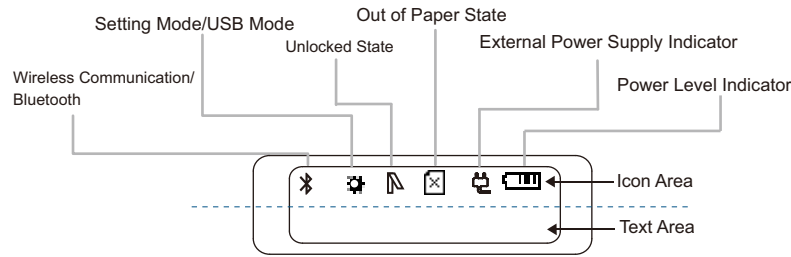 Out of Paper State
Setting Mode/USB Mode
Unlocked State
External Power Supply Indicator
Wireless Communication/
Bluetooth
Power Level Indicator
Icon Area
Text Area